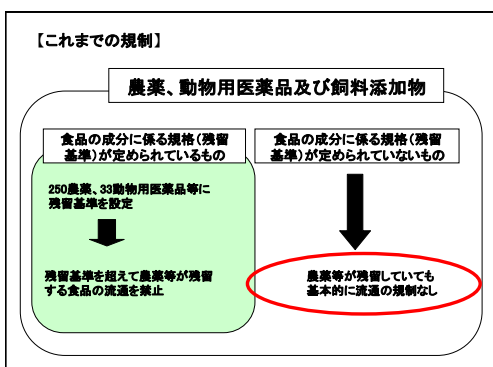 【これまでの規制】
農薬、動物用医薬品及び飼料添加物
食品の成分に係る規格(残留
基準)が定められているもの
250農薬、33動物用医薬品等に
残留基準を設定
残留基準を超えて農薬等が残留
する食品の流通を禁止
食品の成分に係る規格(残留
基準)が定められていないもの
農薬等が残留していても
基本的に流通の規制なし